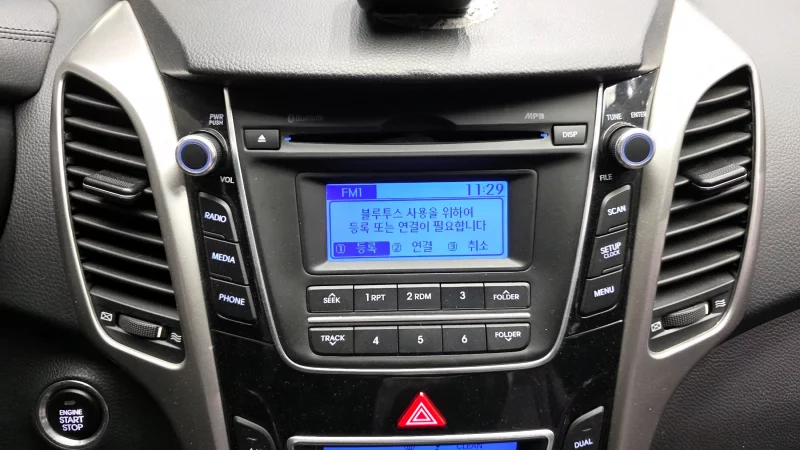 Bluetooth
MP3
PWR
PUSH
DISP
TUNE
ENTER
VOL
FILE
FM1 11:29
블루투스 사용을 위하여
등록 또는 연결이 필요합니다
① 등록 ② 연결 ③ 취소
RADIO
MEDIA
PHONE
SCAN
SETUP
CLOCK
MENU
SEEK
1 RPT
2 RDM
3
FOLDER
TRACK
4
5
6
FOLDER
ENGINE
START
STOP
CLEAN
DUAL